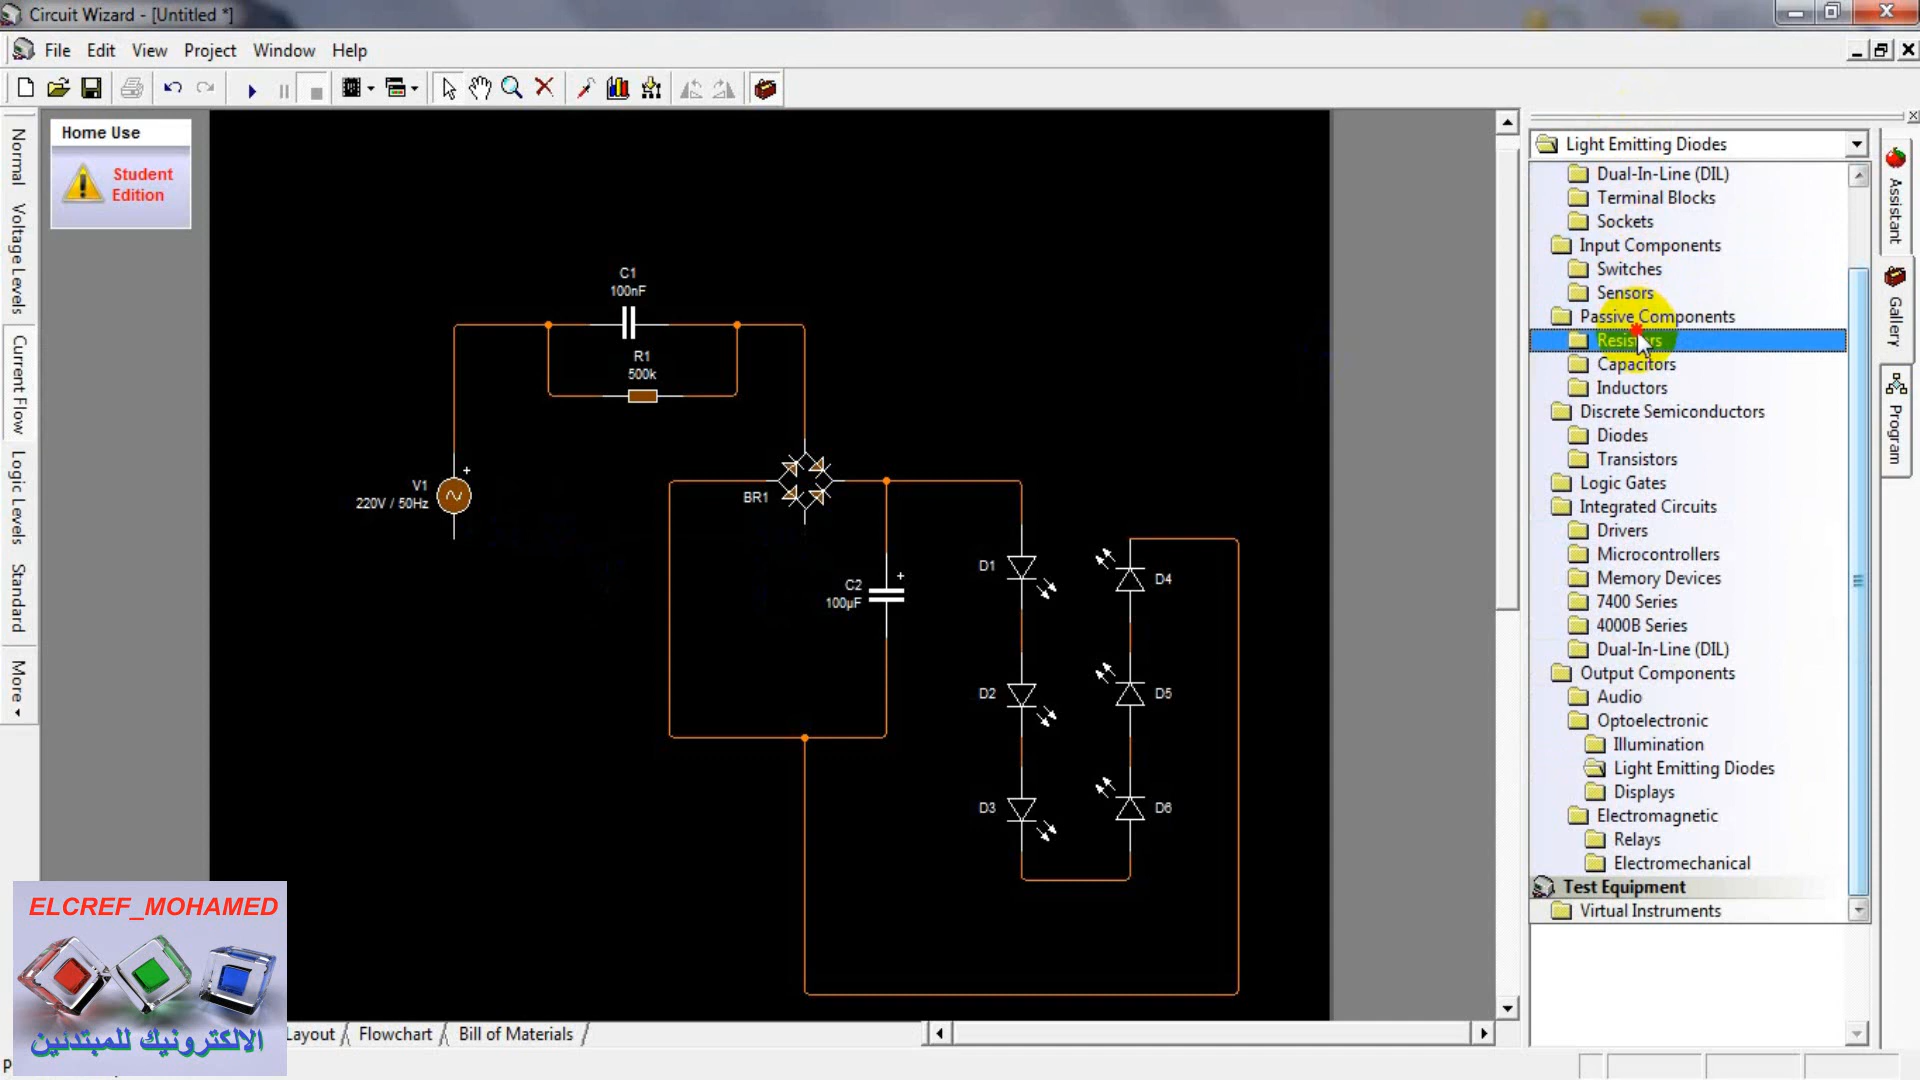 Circuit Wizard - [Untitled *]
File Edit View Project Window Help
Home Use
Student
Edition
Normal
Voltage Levels
Current Flow
Logic Levels
Standard
More
C1
100nF
R1
500k
V1
220V / 50Hz
BR1
C2
100µF
D1
D2
D3
D4
D5
D6
Light Emitting Diodes
Dual-In-Line (DIL)
Terminal Blocks
Sockets
Input Components
Switches
Sensors
Passive Components
Resistors
Capacitors
Inductors
Discrete Semiconductors
Diodes
Transistors
Logic Gates
Integrated Circuits
Drivers
Microcontrollers
Memory Devices
7400 Series
4000B Series
Dual-In-Line (DIL)
Output Components
Audio
Optoelectronic
Illumination
Light Emitting Diodes
Displays
Electromagnetic
Relays
Electromechanical
Test Equipment
Virtual Instruments
Assistant
Gallery
Program
ELCREF_MOHAMED
الالكترونيك للمبتدئين
Layout Flowchart Bill of Materials